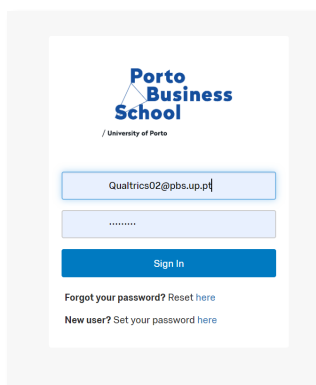 Porto
Business
School
/ University of Porto
Qualtrics02@pbs.up.pt
·········
Sign In
Forgot your password? Reset here
New user? Set your password here